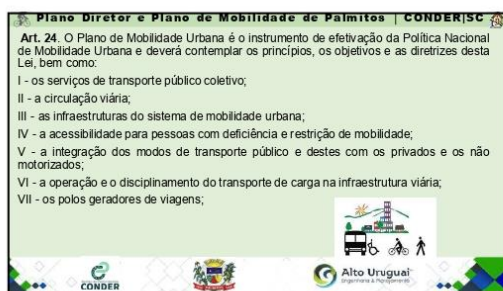 Plano Diretor e Plano de Mobilidade de Palmitos | CONDER|SC
Art. 24. O Plano de Mobilidade Urbana é o instrumento de efetivação da Política Nacional
de Mobilidade Urbana e deverá contemplar os princípios, os objetivos e as diretrizes desta
Lei, bem como:
I - os serviços de transporte público coletivo;
II - a circulação viária;
III - as infraestruturas do sistema de mobilidade urbana;
IV - a acessibilidade para pessoas com deficiência e restrição de mobilidade;
V - a integração dos modos de transporte público e destes com os privados e os não
motorizados;
VI - a operação e o disciplinamento do transporte de carga na infraestrutura viária;
VII - os polos geradores de viagens;
CONDER
Alto Uruguai
Engenharia & Planejamento